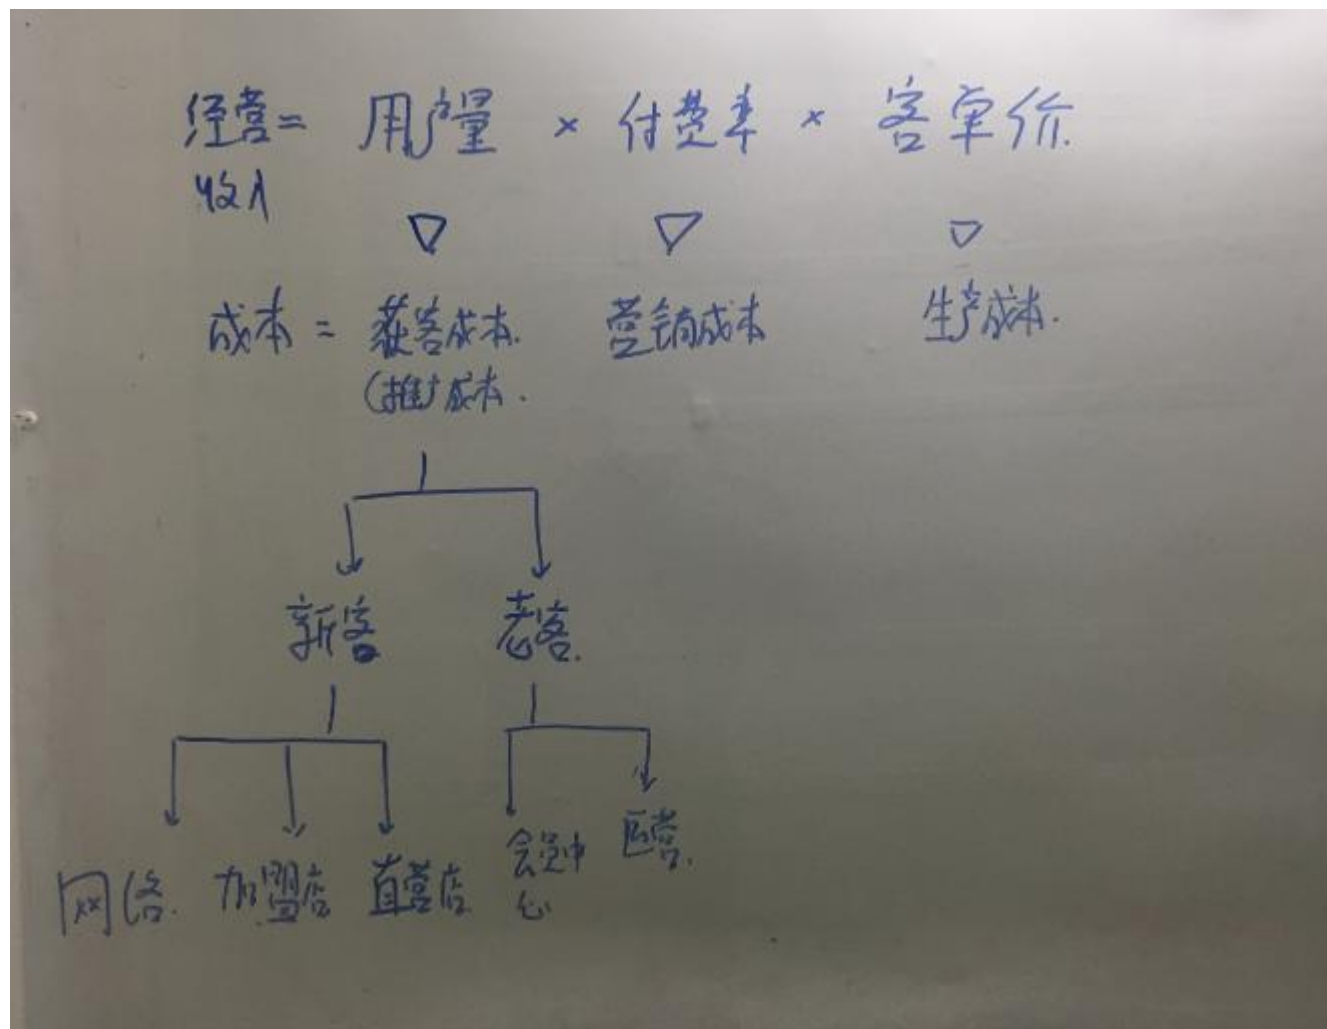 经营= 用户量 × 付费率 × 客单价.
收入
成本 = 获客成本. 营销成本 生产成本.
(推广成本.
新客 老客.
网络. 加盟店 直营店 会员中 医营.
心